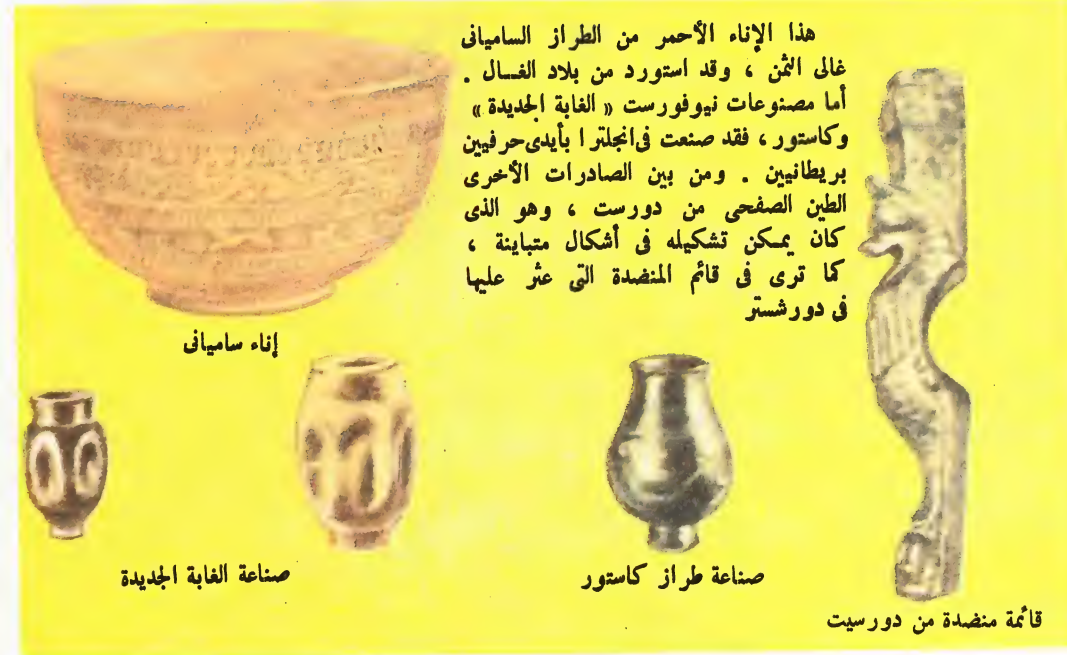 هذا الإناء الأحمر من الطراز الساميانى
غالى الثمن ، وقد استورد من بلاد الغال .
أما مصنوعات نيوفورست « الغابة الجديدة »
وكاستور ، فقد صنعت فى انجلترا بأيدى حرفيين
بريطانيين . ومن بين الصادرات الأخرى
الطين الصفحى من دورست ، وهو الذى
كان يمكن تشكيله فى أشكال متباينة ،
كما ترى فى قائم المنضدة التى عثر عليها
فى دورشستر
إناء ساميانى
صناعة الغابة الجديدة
صناعة طراز كاستور
قائمة منضدة من دورسيت